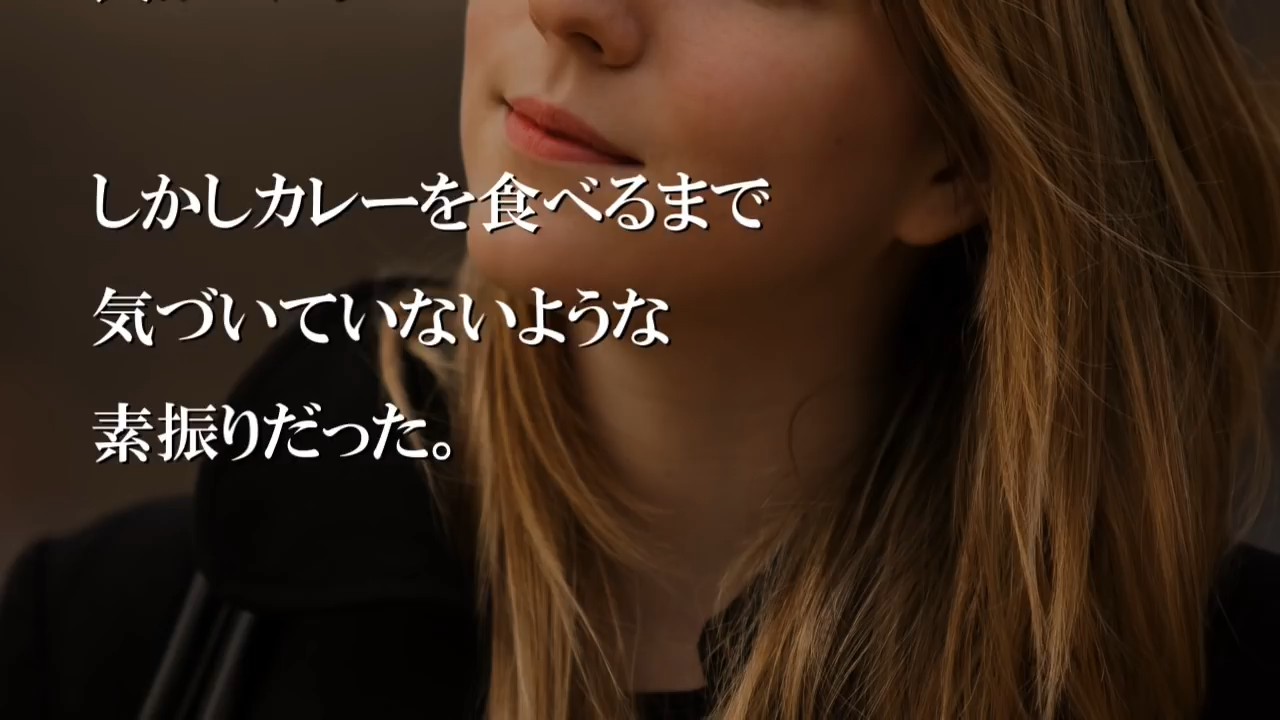 しかしカレーを食べるまで
気づいていないような
素振りだった。